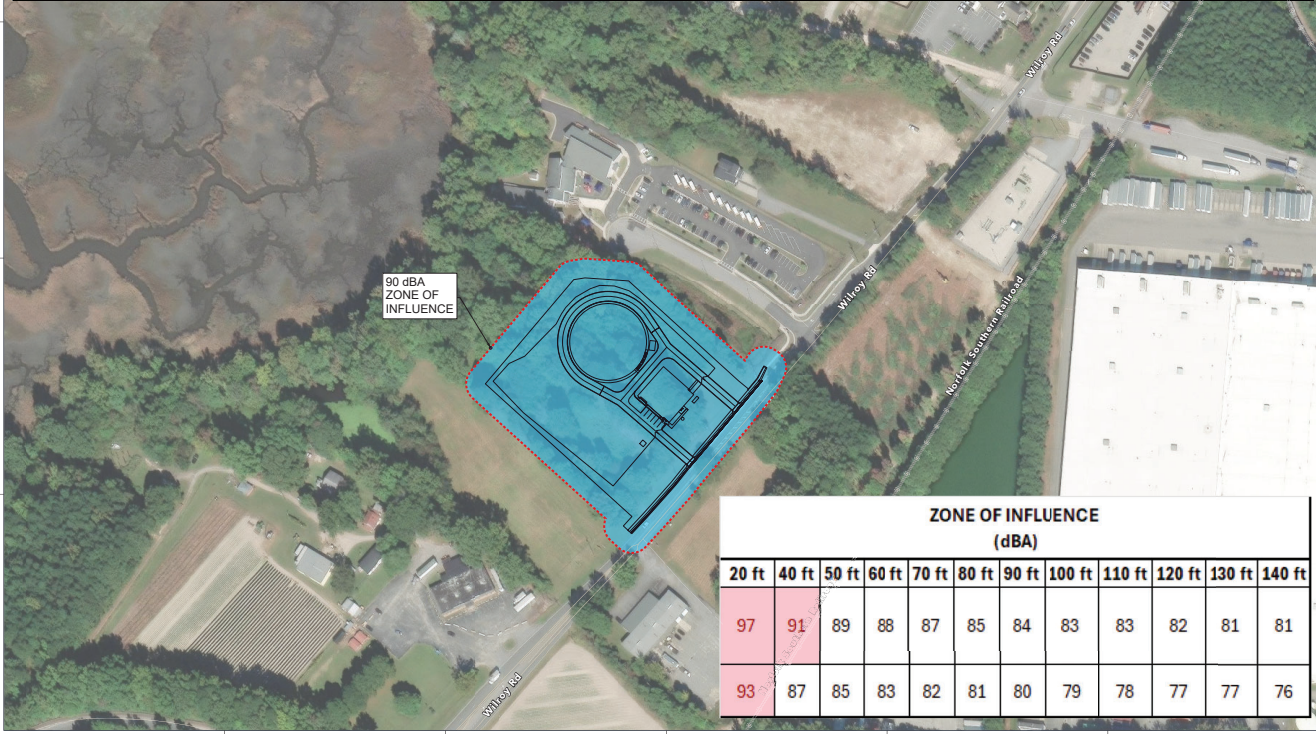 Wilroy Rd
90 dBA
ZONE OF
INFLUENCE
Wilroy Rd
Norfolk Southern Railroad
Wilroy Rd
ZONE OF INFLUENCE
(dBA)
20 ft 40 ft 50 ft 60 ft 70 ft 80 ft 90 ft 100 ft 110 ft 120 ft 130 ft 140 ft
97 91 89 88 87 85 84 83 83 82 81 81
93 87 85 83 82 81 80 79 78 77 77 76